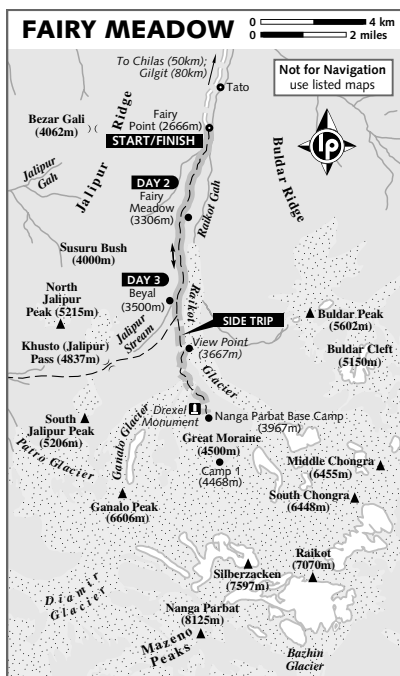 FAIRY MEADOW
0 4 km
0 2 miles
To Chilas (50km);
Gilgit (80km)
Tato
Not for Navigation
use listed maps
Bezar Gali
(4062m)
Jalipur Ridge
Fairy
Point (2666m)
START/FINISH
lp
Jalipur
Gah
Buldar Ridge
DAY 2
Fairy
Meadow
(3306m)
Raikot Gah
Susuru Bush
(4000m)
DAY 3
Beyal
(3500m)
North
Jalipur
Peak (5215m)
Raikot Glacier
SIDE TRIP
Buldar Peak
(5602m)
Khusto (Jalipur)
Pass (4837m)
Jalipur
Stream
View Point
(3667m)
Buldar Cleft
(5150m)
Drexel
Monument
Nanga Parbat Base Camp
(3967m)
South
Jalipur Peak
(5206m)
Ganalo Glacier
Great Moraine
(4500m)
Patro Glacier
Camp 1
(4468m)
Middle Chongra
(6455m)
South Chongra
(6448m)
Ganalo Peak
(6606m)
Raikot
(7070m)
Silberzacken
(7597m)
Diamir
Glacier
Nanga Parbat
(8125m)
Mazeno
Peaks
Bazhin
Glacier